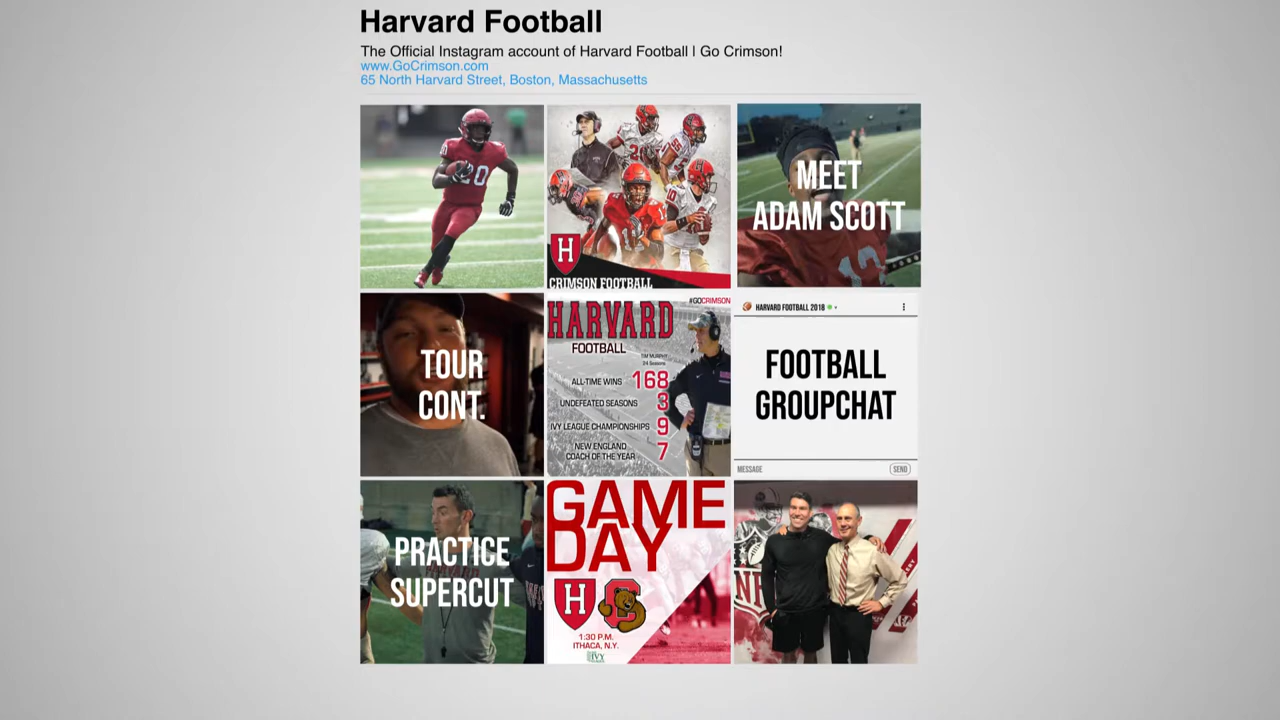 Harvard Football
The Official Instagram account of Harvard Football | Go Crimson!
www.GoCrimson.com
65 North Harvard Street, Boston, Massachusetts
20
H
CRIMSON FOOTBALL
MEET
ADAM SCOTT
TOUR
CONT.
#GOCRIMSON
HARVARD
FOOTBALL
TIM MURPHY
24 Seasons
ALL-TIME WINS 168
UNDEFEATED SEASONS 3
IVY LEAGUE CHAMPIONSHIPS 9
NEW ENGLAND
COACH OF THE YEAR 7
HARVARD FOOTBALL 2018
FOOTBALL
GROUPCHAT
MESSAGE SEND
PRACTICE
SUPERCUT
GAME
DAY
H C
1:30 P.M.
ITHACA, N.Y.
IVY